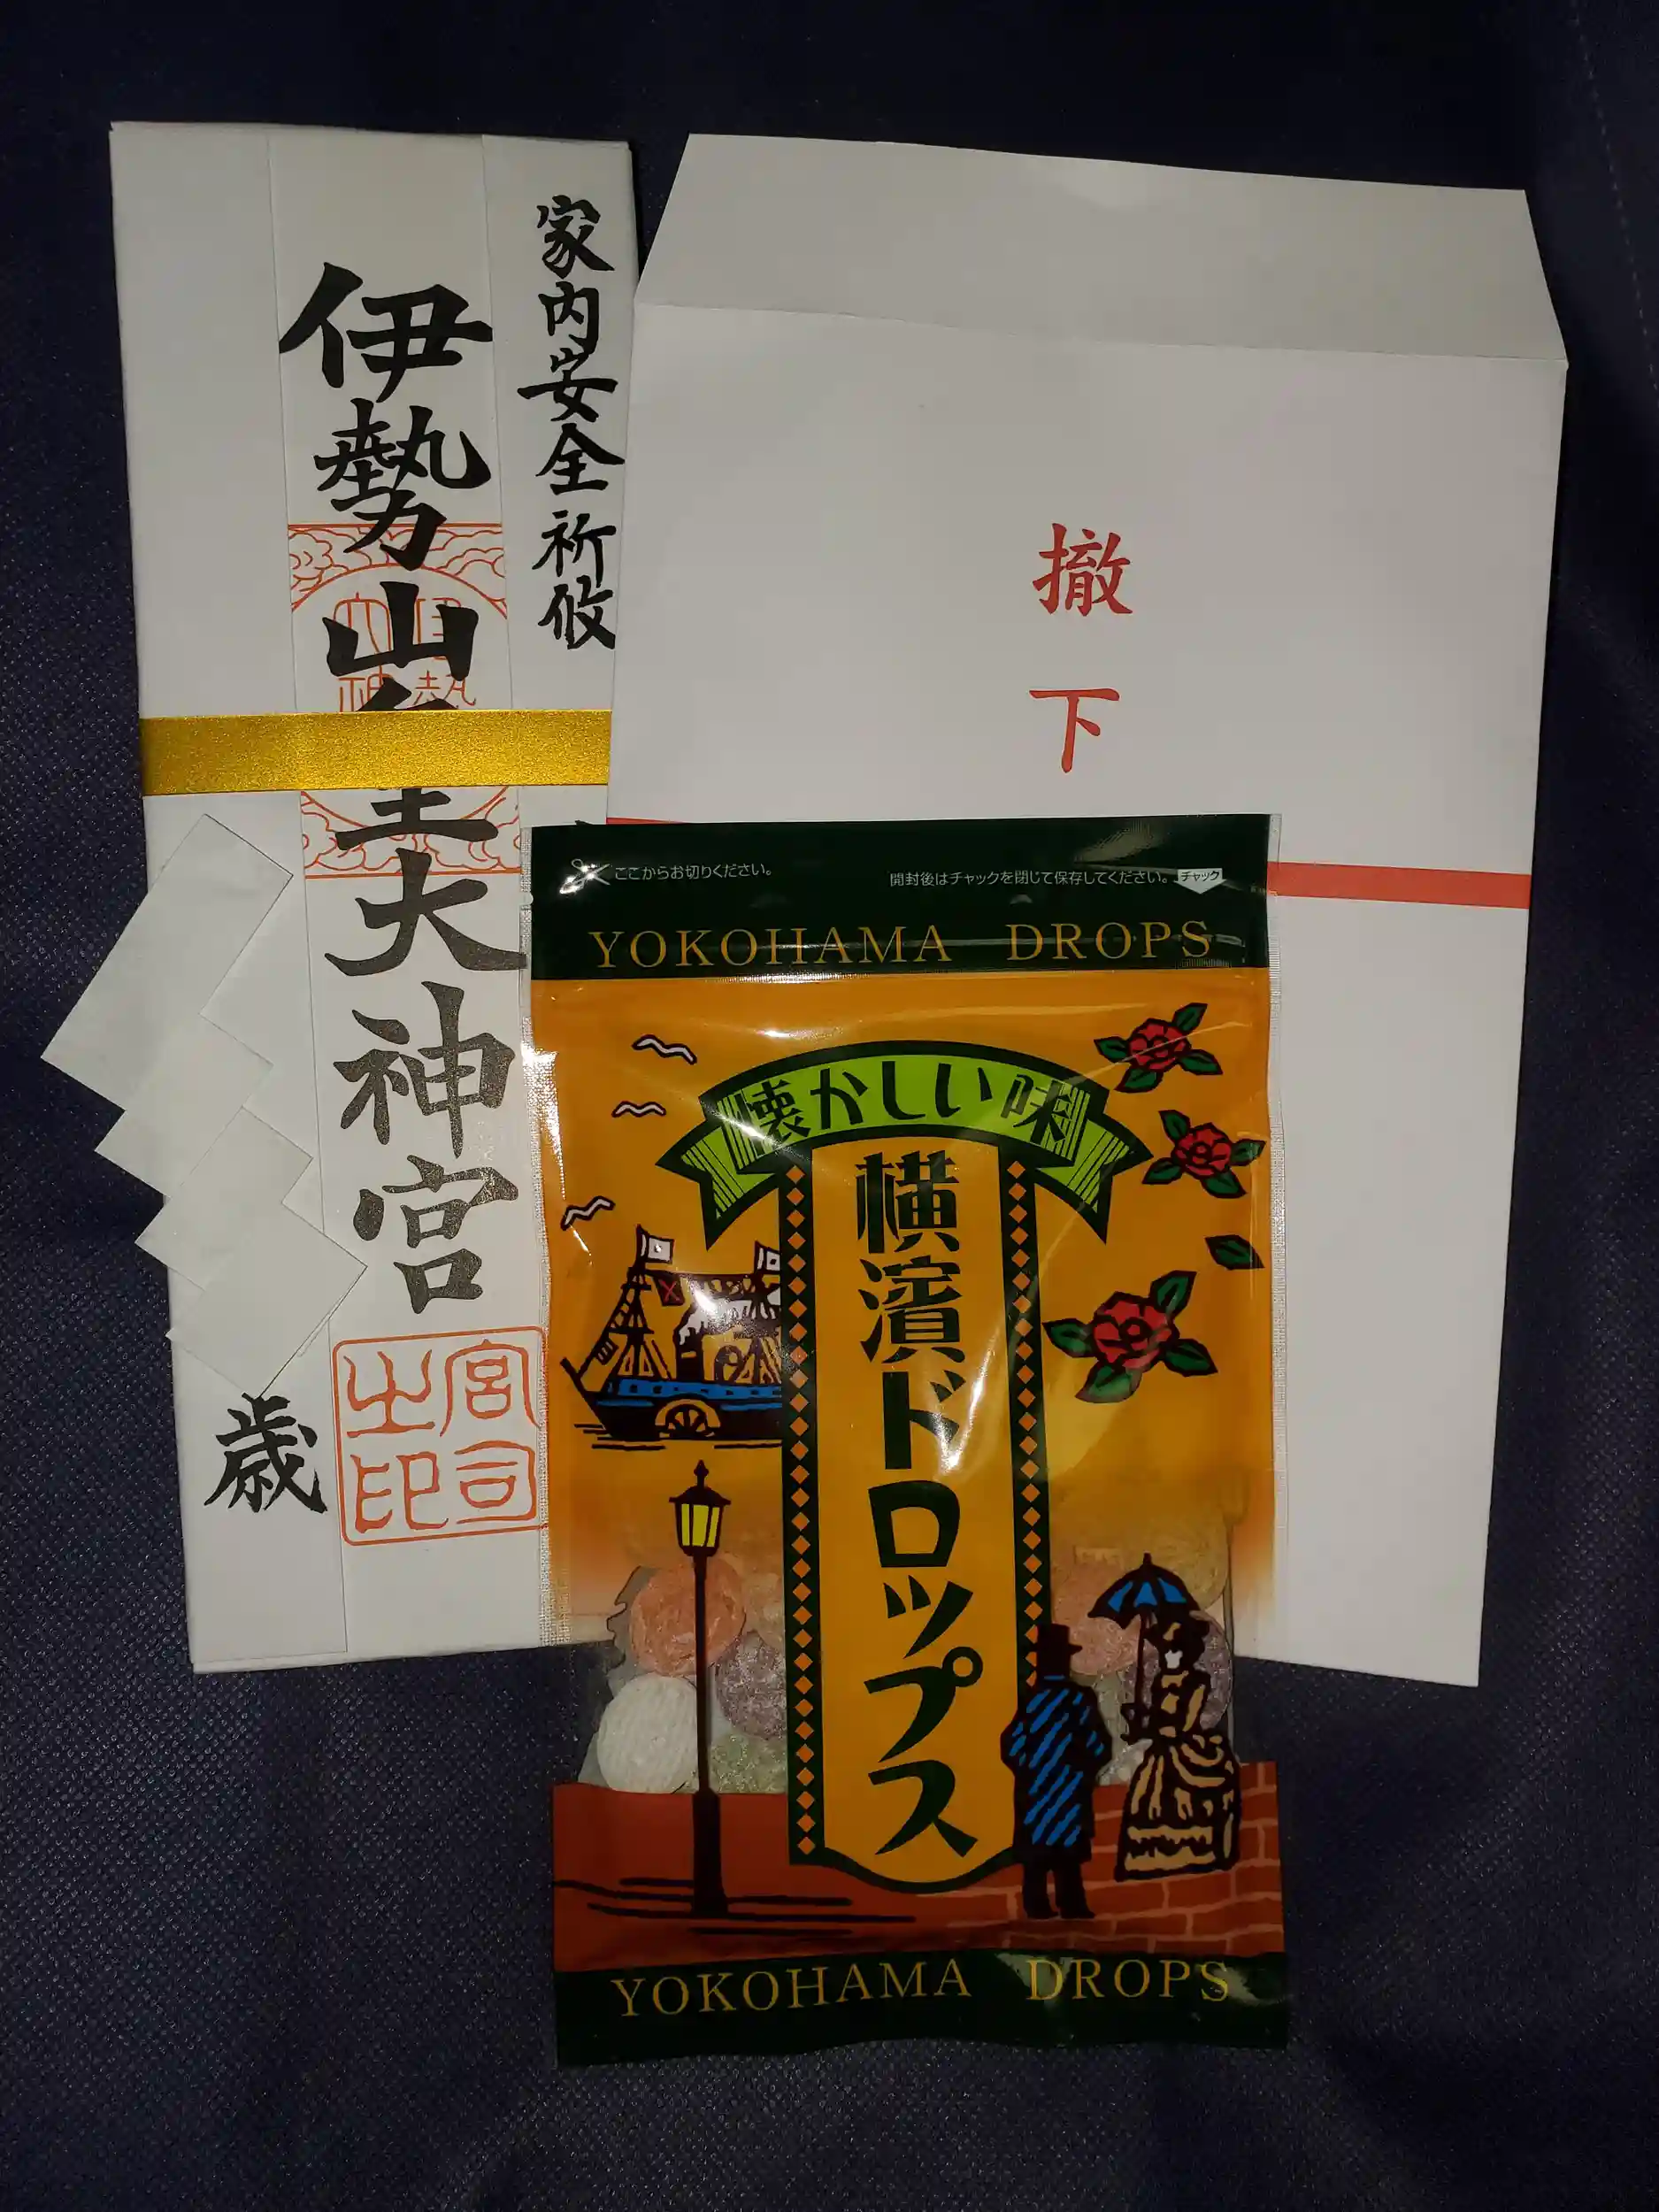 家内安全祈攸
伊勢山皇大神宮
宮司之印
歳
撤下
ここからお切りください。
開封後はチャックを閉じて保存してください。
チャック
YOKOHAMA DROPS
懐かしい味
横濱ドロップス
YOKOHAMA DROPS